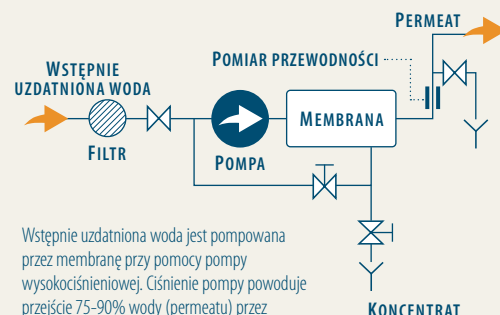 PERMEAT
POMIAR PRZEWODNOŚCI
WSTĘPNIE
UZDATNIONA WODA
MEMBRANA
FILTR
POMPA
Wstępnie uzdatniona woda jest pompowana
przez membranę przy pomocy pompy
wysokociśnieniowej. Ciśnienie pompy powoduje
przejście 75-90% wody (permeatu) przez
KONCENTRAT